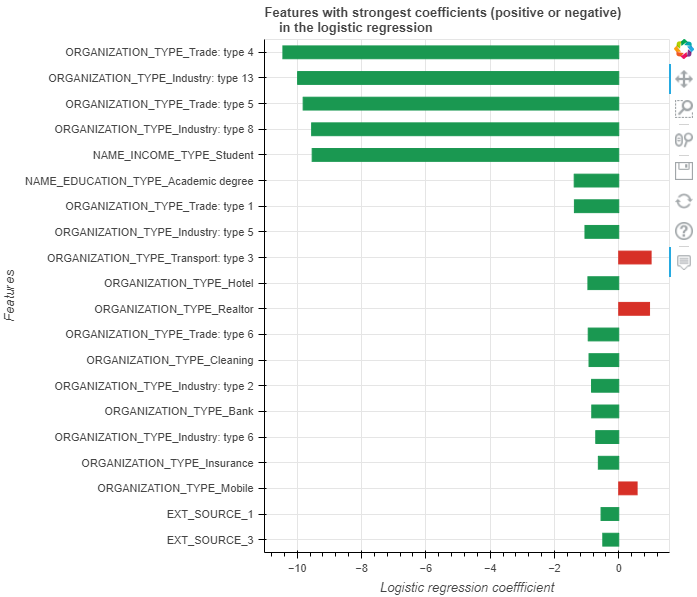 Features with strongest coefficients (positive or negative)
in the logistic regression
ORGANIZATION_TYPE_Trade: type 4
ORGANIZATION_TYPE_Industry: type 13
ORGANIZATION_TYPE_Trade: type 5
ORGANIZATION_TYPE_Industry: type 8
NAME_INCOME_TYPE_Student
NAME_EDUCATION_TYPE_Academic degree
ORGANIZATION_TYPE_Trade: type 1
ORGANIZATION_TYPE_Industry: type 5
ORGANIZATION_TYPE_Transport: type 3
ORGANIZATION_TYPE_Hotel
ORGANIZATION_TYPE_Realtor
ORGANIZATION_TYPE_Trade: type 6
ORGANIZATION_TYPE_Cleaning
ORGANIZATION_TYPE_Industry: type 2
ORGANIZATION_TYPE_Bank
ORGANIZATION_TYPE_Industry: type 6
ORGANIZATION_TYPE_Insurance
ORGANIZATION_TYPE_Mobile
EXT_SOURCE_1
EXT_SOURCE_3
Features
−10 −8 −6 −4 −2 0
Logistic regression coeffficient